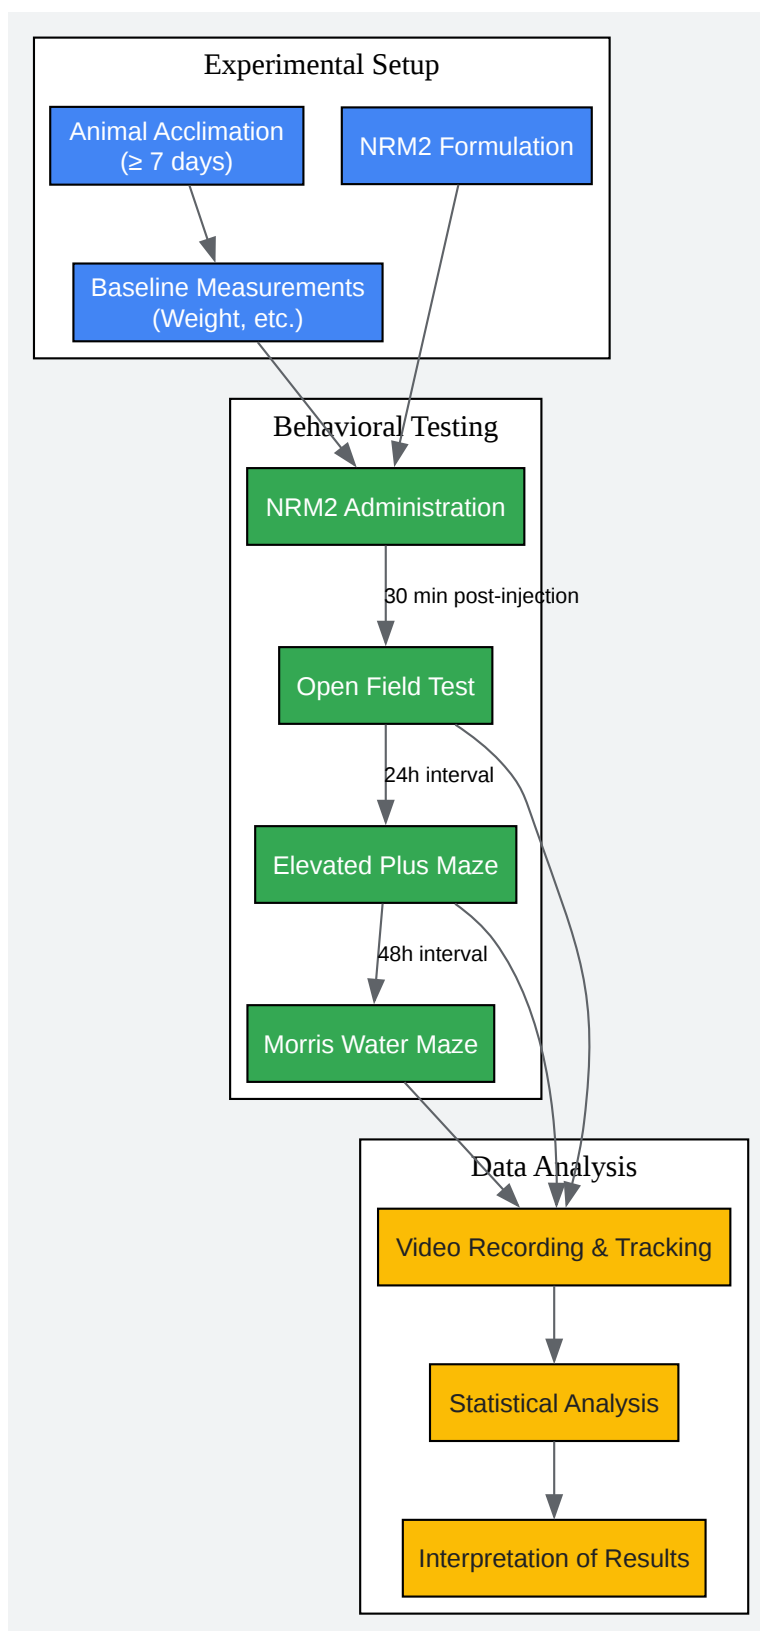 Experimental Setup
Animal Acclimation
(≥ 7 days)
NRM2 Formulation
Baseline Measurements
(Weight, etc.)
Behavioral Testing
NRM2 Administration
30 min post-injection
Open Field Test
24h interval
Elevated Plus Maze
48h interval
Morris Water Maze
Data Analysis
Video Recording & Tracking
Statistical Analysis
Interpretation of Results